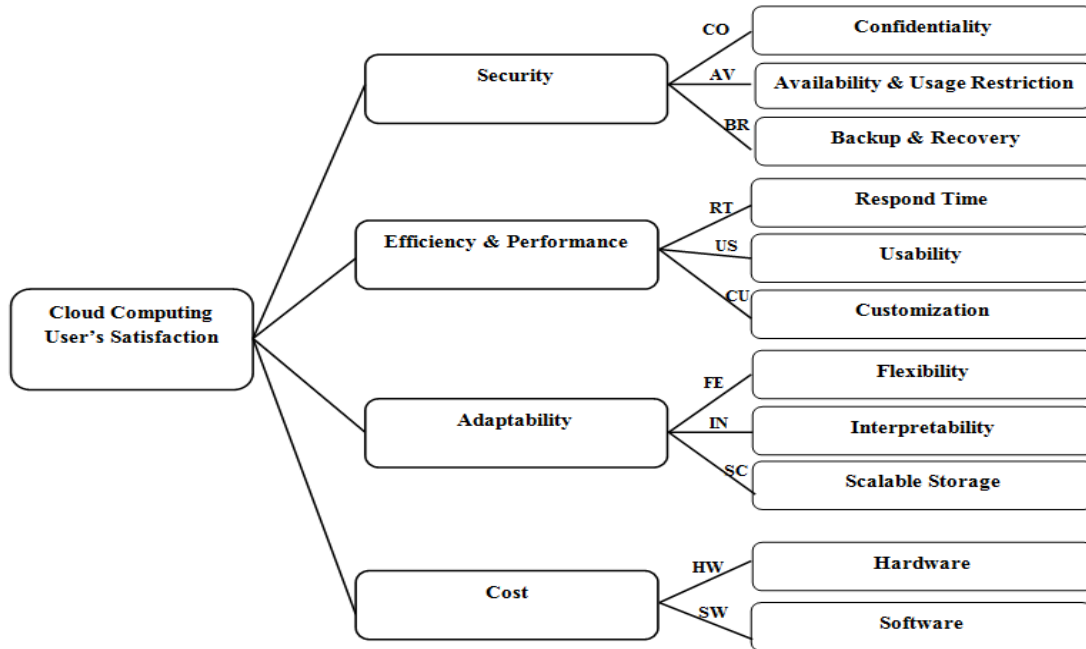 CO
Confidentiality
Security
AV
Availability & Usage Restriction
BR
Backup & Recovery
RT
Respond Time
Efficiency & Performance
US
Usability
CU
Customization
Cloud Computing
User’s Satisfaction
FE
Flexibility
Adaptability
IN
Interpretability
SC
Scalable Storage
HW
Hardware
Cost
SW
Software